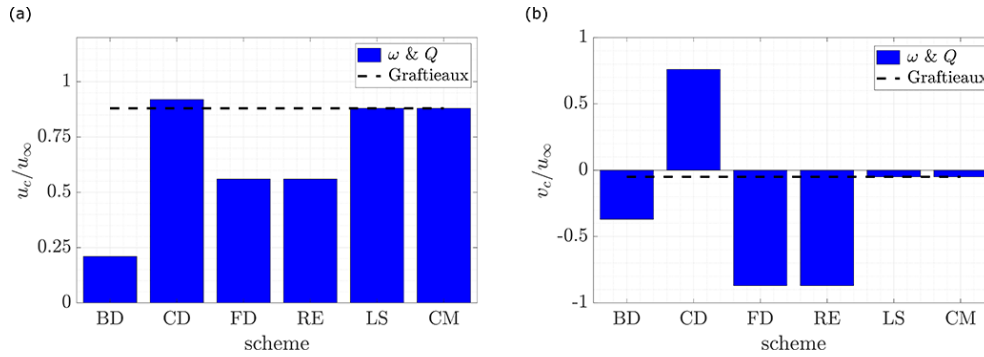 (a)
ω & Q
Graftieaux
1
0.75
0.5
0.25
0
u_c/u_∞
BD CD FD RE LS CM
scheme
(b)
ω & Q
Graftieaux
1
0.5
0
-0.5
-1
v_c/u_∞
BD CD FD RE LS CM
scheme